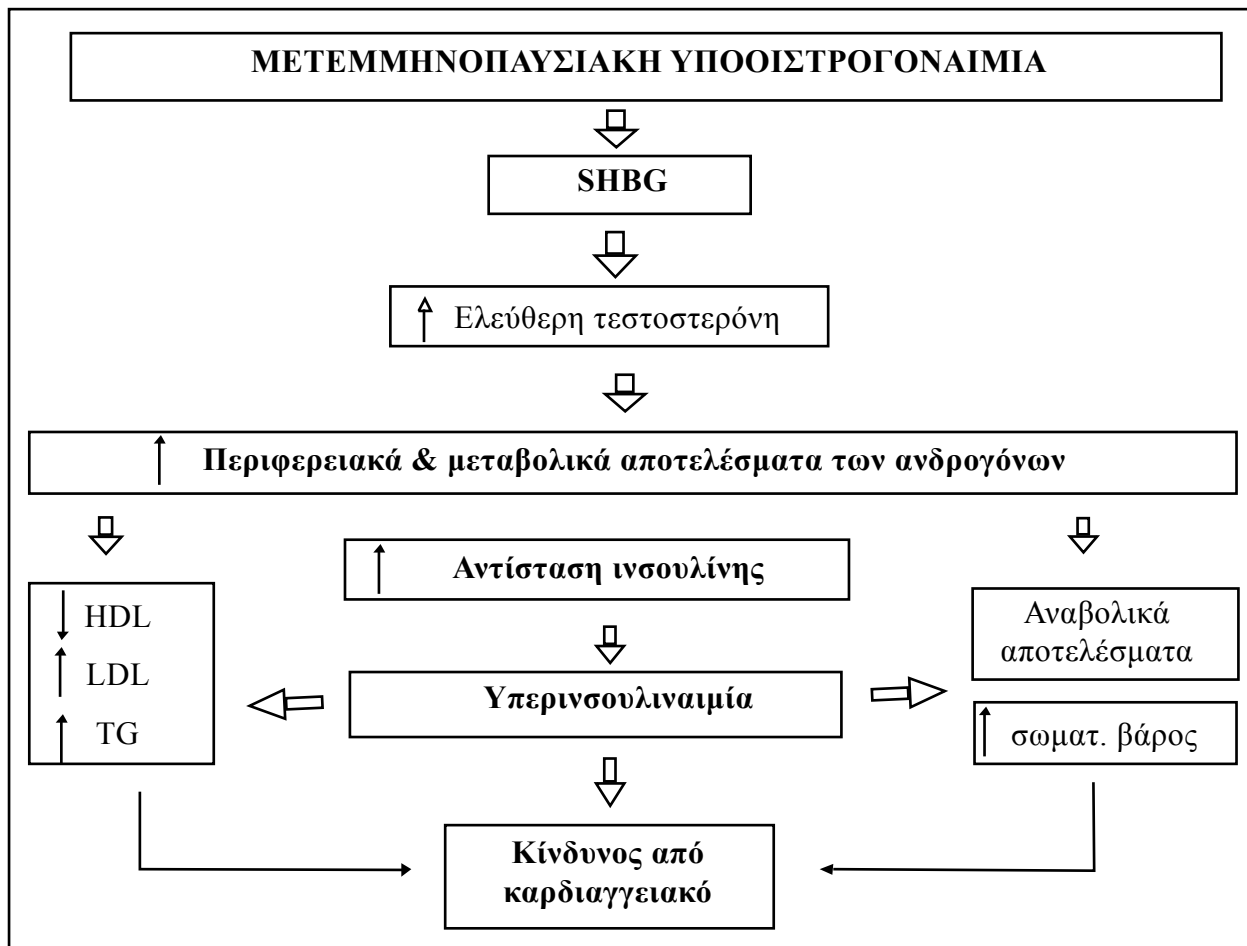 ΜΕΤΕΜΜΗΝΟΠΑΥΣΙΑΚΗ ΥΠΟΟΙΣΤΡΟΓΟΝΑΙΜΙΑ
SHBG
Ελεύθερη τεστοστερόνη
Περιφερειακά & μεταβολικά αποτελέσματα των ανδρογόνων
Αντίσταση ινσουλίνης
HDL
LDL
TG
Υπερινσουλιναιμία
Αναβολικά
αποτελέσματα
σωματ. βάρος
Κίνδυνος από
καρδιαγγειακό